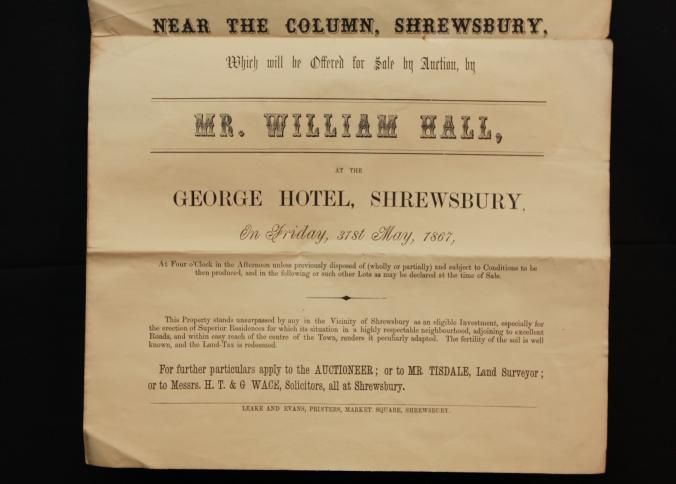 NEAR THE COLUMN, SHREWSBURY,
Which will be Offered for Sale by Auction, by
MR. WILLIAM HALL,
AT THE
GEORGE HOTEL, SHREWSBURY,
On Friday, 31st May, 1867,
At Four o'Clock in the Afternoon unless previously disposed of (wholly or partially) and subject to Conditions to be
then produced, and in the following or such other Lots as may be declared at the time of Sale.
This Property stands unsurpassed by any in the Vicinity of Shrewsbury as an eligible Investment, especially for
the erection of Superior Residences for which its situation in a highly respectable neighbourhood, adjoining to excellent
Roads, and within easy reach of the centre of the Town, renders it peculiarly adapted. The fertility of the soil is well
known, and the Land-Tax is redeemed.
For further particulars apply to the AUCTIONEER; or to MR. TISDALE, Land Surveyor;
or to Messrs. H. T. & G. WACE, Solicitors, all at Shrewsbury.
LEAKE AND EVANS, PRINTERS, MARKET SQUARE, SHREWSBURY.